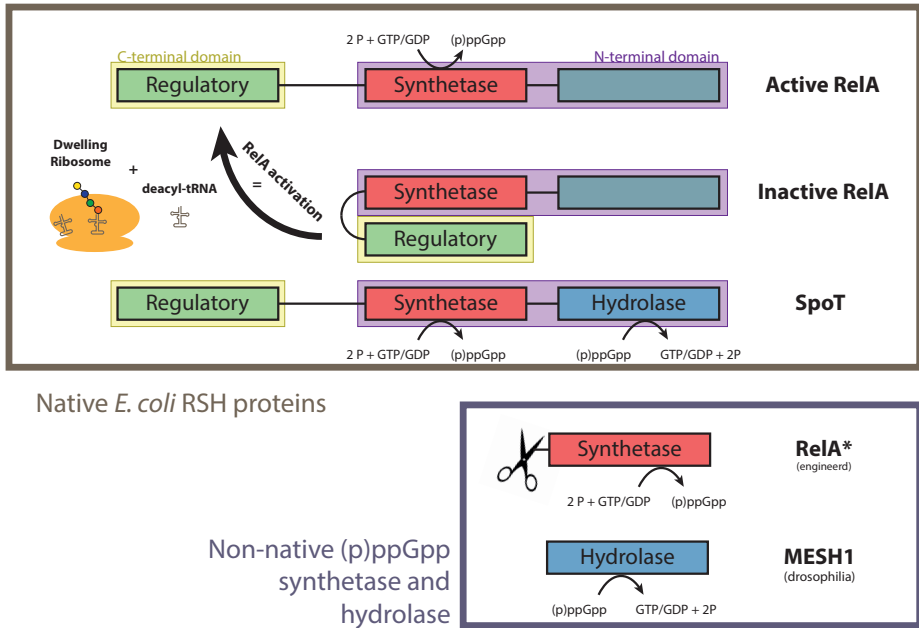 2 P + GTP/GDP
(p)ppGpp
C-terminal domain
N-terminal domain
Regulatory
Synthetase
Active RelA
Dwelling
Ribosome
+
deacyl-tRNA
RelA activation
=
Synthetase
Inactive RelA
Regulatory
Regulatory
Synthetase
Hydrolase
SpoT
2 P + GTP/GDP
(p)ppGpp
(p)ppGpp
GTP/GDP + 2P
Native E. coli RSH proteins
Synthetase
RelA*
(engineerd)
2 P + GTP/GDP
(p)ppGpp
Non-native (p)ppGpp
synthetase and
hydrolase
Hydrolase
MESH1
(drosophilia)
(p)ppGpp
GTP/GDP + 2P